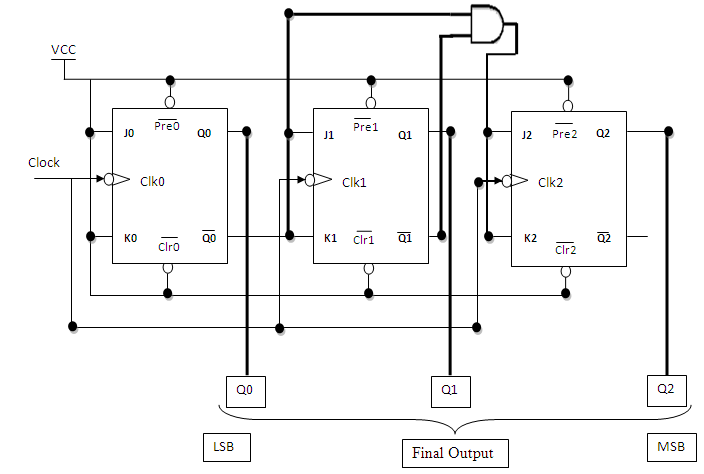 VCC
J0 Pre0 Q0
J1 Pre1 Q1
J2 Pre2 Q2
Clock
Clk0
Clk1
Clk2
K0 Clr0 Q0
K1 Clr1 Q1
K2 Clr2 Q2
Q0
Q1
Q2
LSB
Final Output
MSB